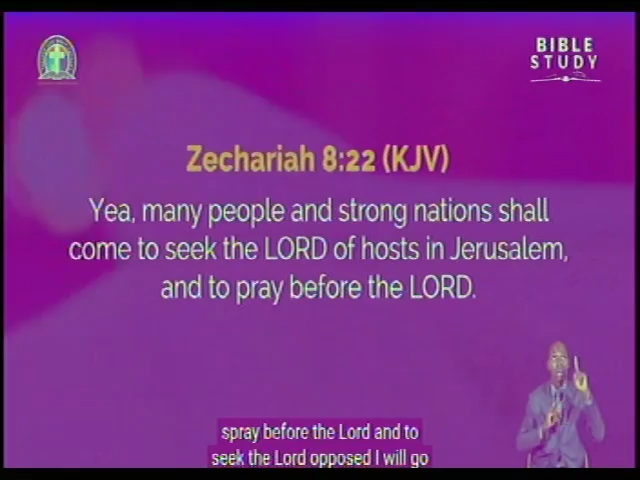 BIBLE
STUDY
Zechariah 8:22 (KJV)
Yea, many people and strong nations shall
come to seek the LORD of hosts in Jerusalem,
and to pray before the LORD.
spray before the Lord and to
seek the Lord opposed I will go